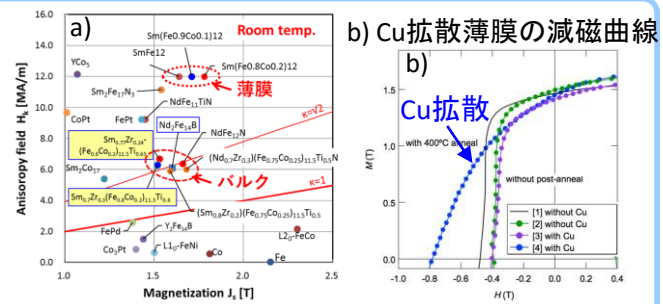 b) Cu拡散薄膜の減磁曲線
a)
Room temp.
Anisoropy field H_k [MA/m]
18.0
16.0
14.0
12.0
10.0
8.0
6.0
4.0
2.0
0.0
1.0
1.5
2.0
2.5
Magnetization J_s [T]
Sm(Fe0.9Co0.1)12
SmFe12
Sm(Fe0.8Co0.2)12
YCo5
薄膜
Sm2Fe17N3
CoPt
FePt
NdFe11TiN
κ=√2
Sm0.77Zr0.24-
(Fe0.8Co0.2)11.5Ti0.65
Nd2Fe14B
NdFe12N
(Nd0.7Zr0.3)(Fe0.75Co0.25)11.5Ti0.5N
Sm2Co17
バルク
κ=1
Sm0.7Zr0.3(Fe0.8Co0.2)11.5Ti0.5
(Sm0.8Zr0.2)(Fe0.75Co0.25)11.5Ti0.5
FePd
Y2Fe14B
L20-FeCo
Co3Pt
L10-FeNi
Co
Fe
b)
Cu拡散
with 400℃ anneal
without post-anneal
[1] without Cu
[2] without Cu
[3] with Cu
[4] with Cu
M (T)
1.5
1.0
0.5
0.0
-0.8
-0.6
-0.4
-0.2
0.0
0.2
0.4
H (T)